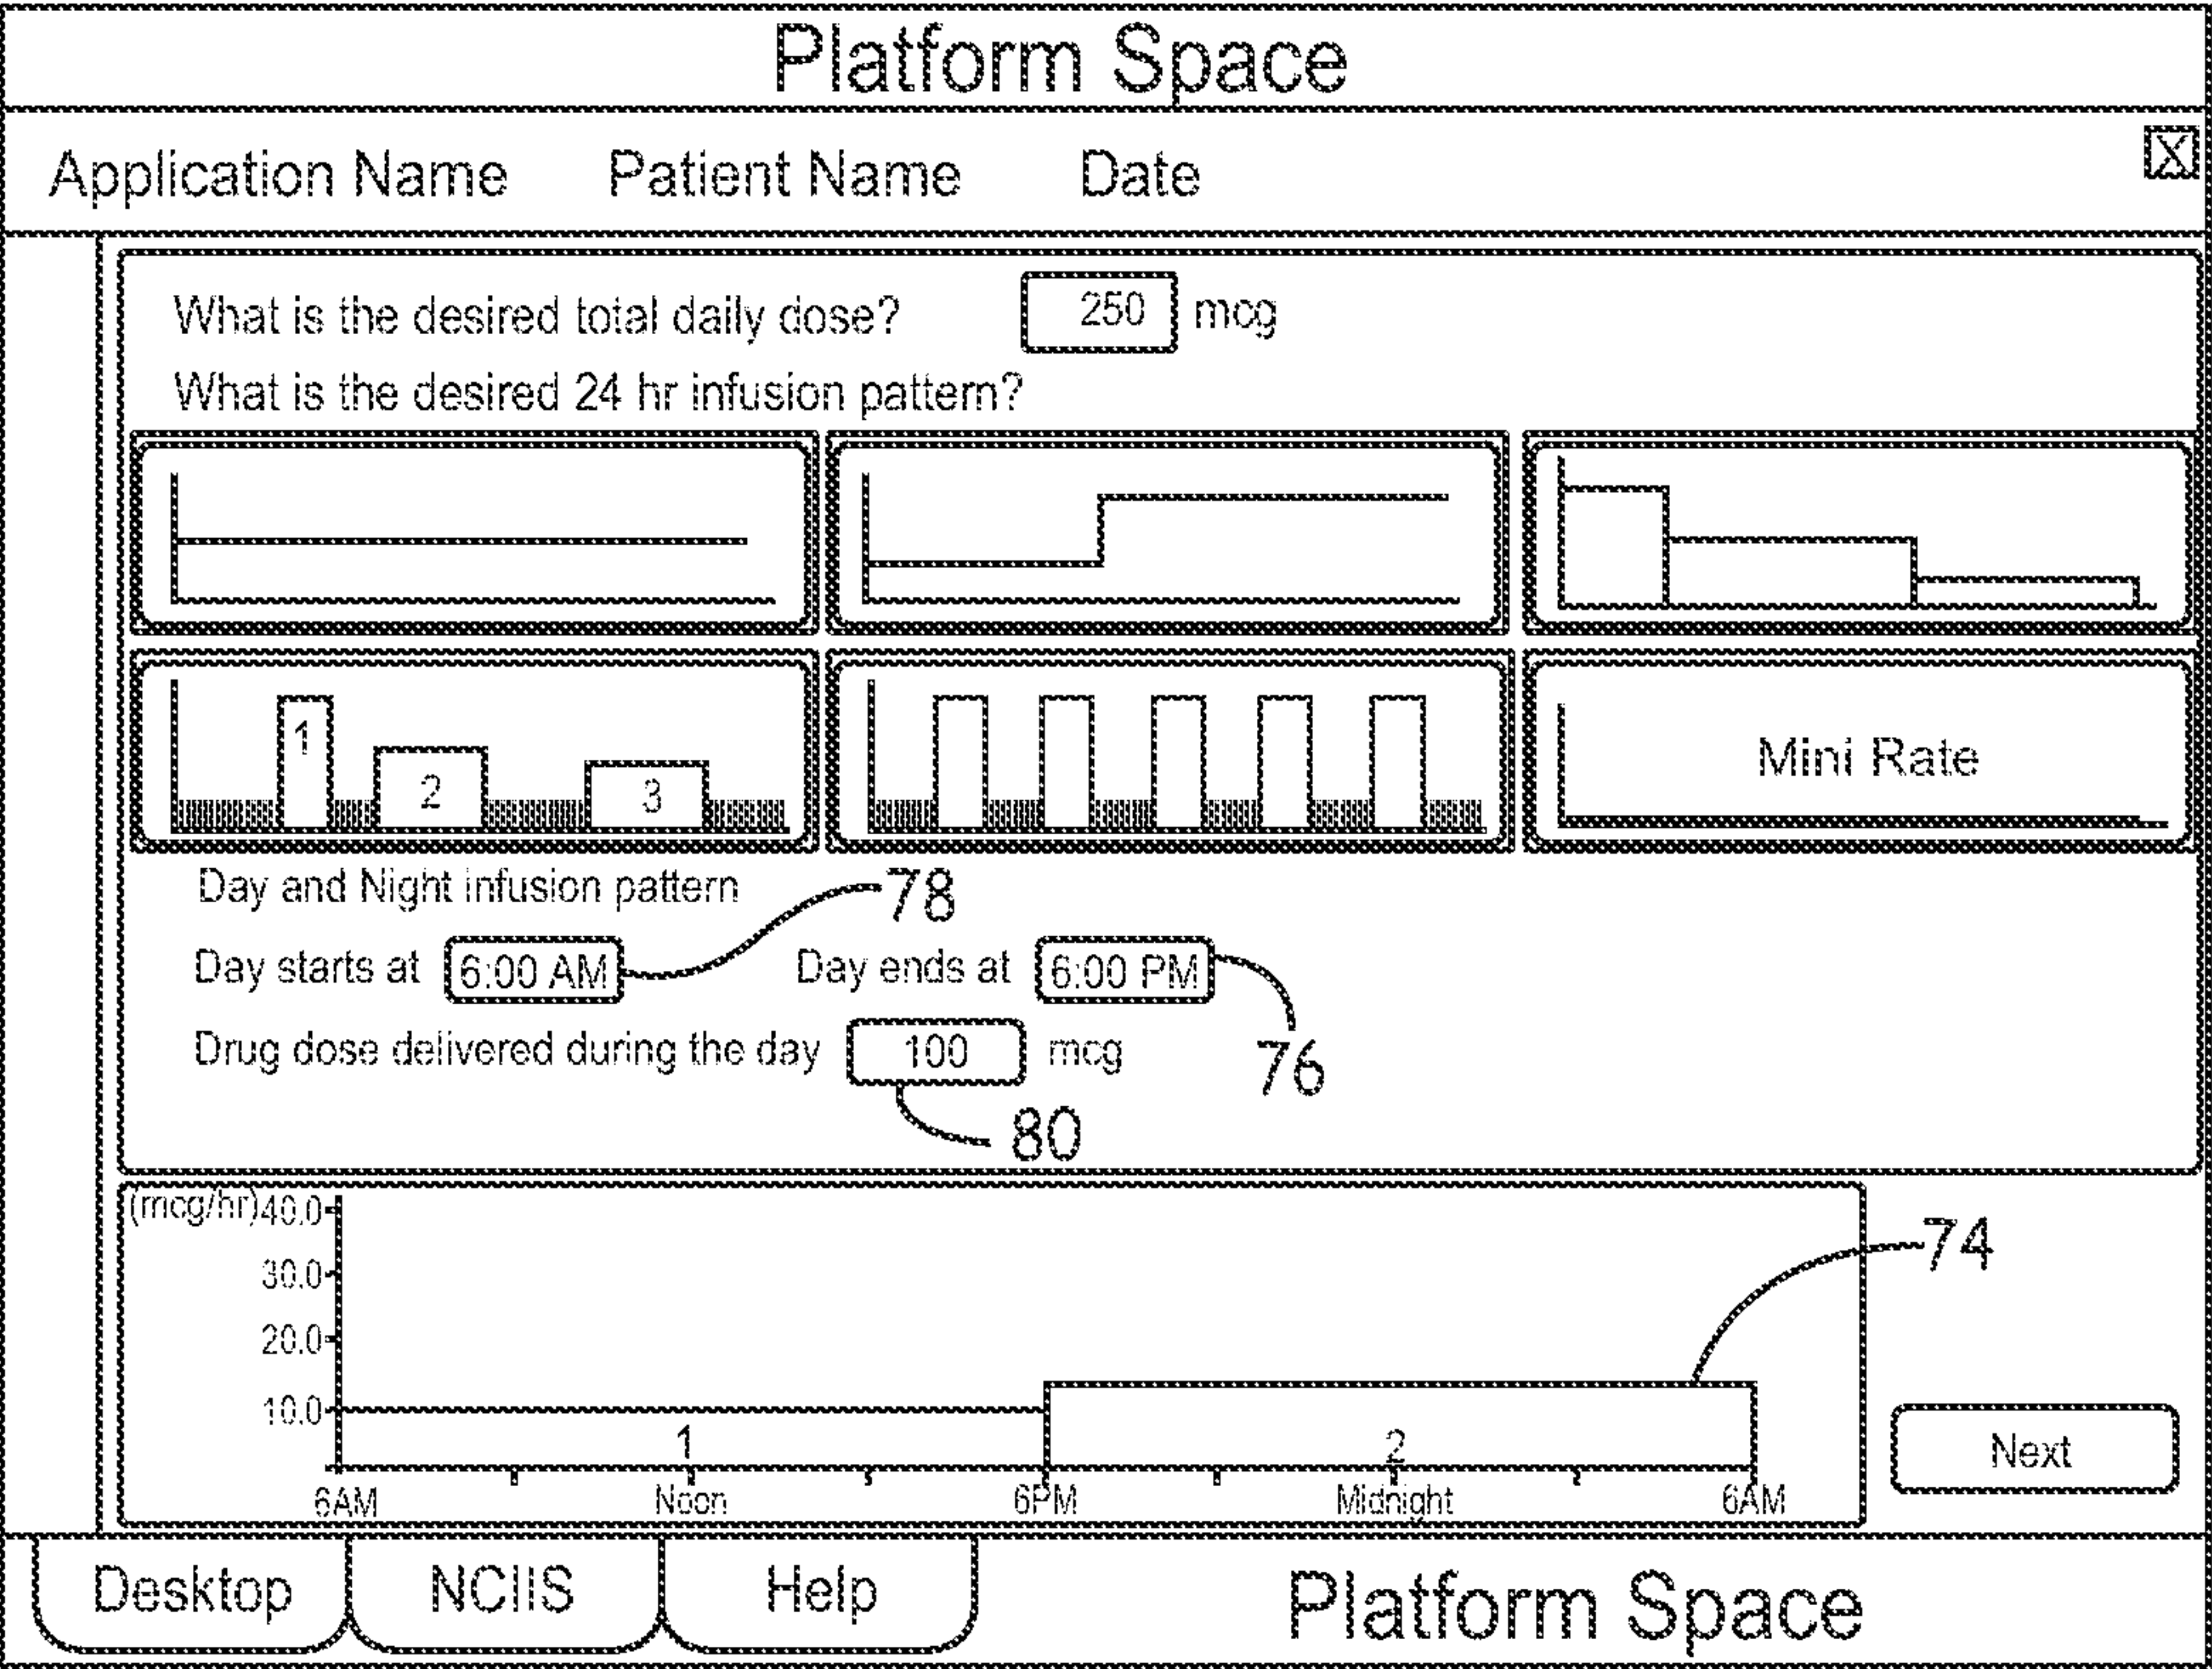 Platform Space
Application Name Patient Name Date X
What is the desired total daily dose? 250 mcg
What is the desired 24 hr infusion pattern?
1 2 3
Mini Rate
Day and Night infusion pattern 78
Day starts at 6:00 AM Day ends at 6:00 PM
Drug dose delivered during the day 100 mcg 76
80
(mcg/hr) 40.0
74
30.0
20.0
10.0
1 2
Next
6AM Noon 6PM Midnight 6AM
Desktop NCIIS Help Platform Space